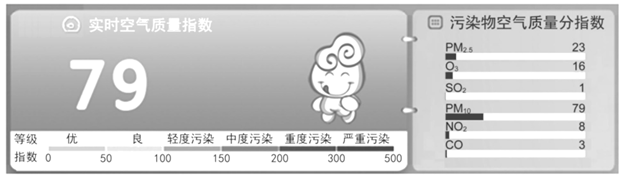 实时空气质量指数
79
等级 优 良 轻度污染 中度污染 重度污染 严重污染
指数 0 50 100 150 200 300 500
污染物空气质量分指数
PM2.5 23
O3 16
SO2 1
PM10 79
NO2 8
CO 3